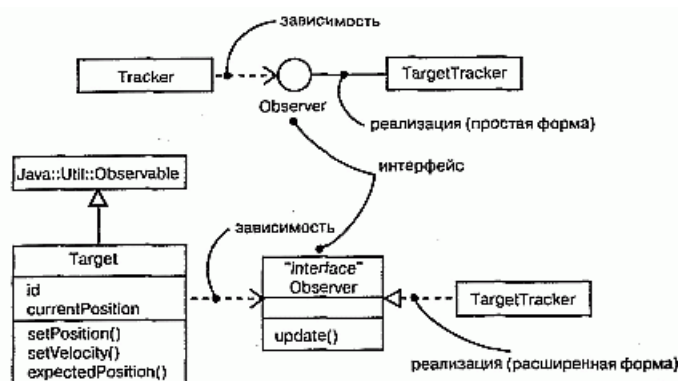 зависимость
Tracker
TargetTracker
Observer
реализация (простая форма)
интерфейс
Java::Util::Observable
зависимость
Target
"interface"
Observer
id
currentPosition
TargetTracker
setPosition()
setVelocity()
expectedPosition()
update()
реализация (расширенная форма)